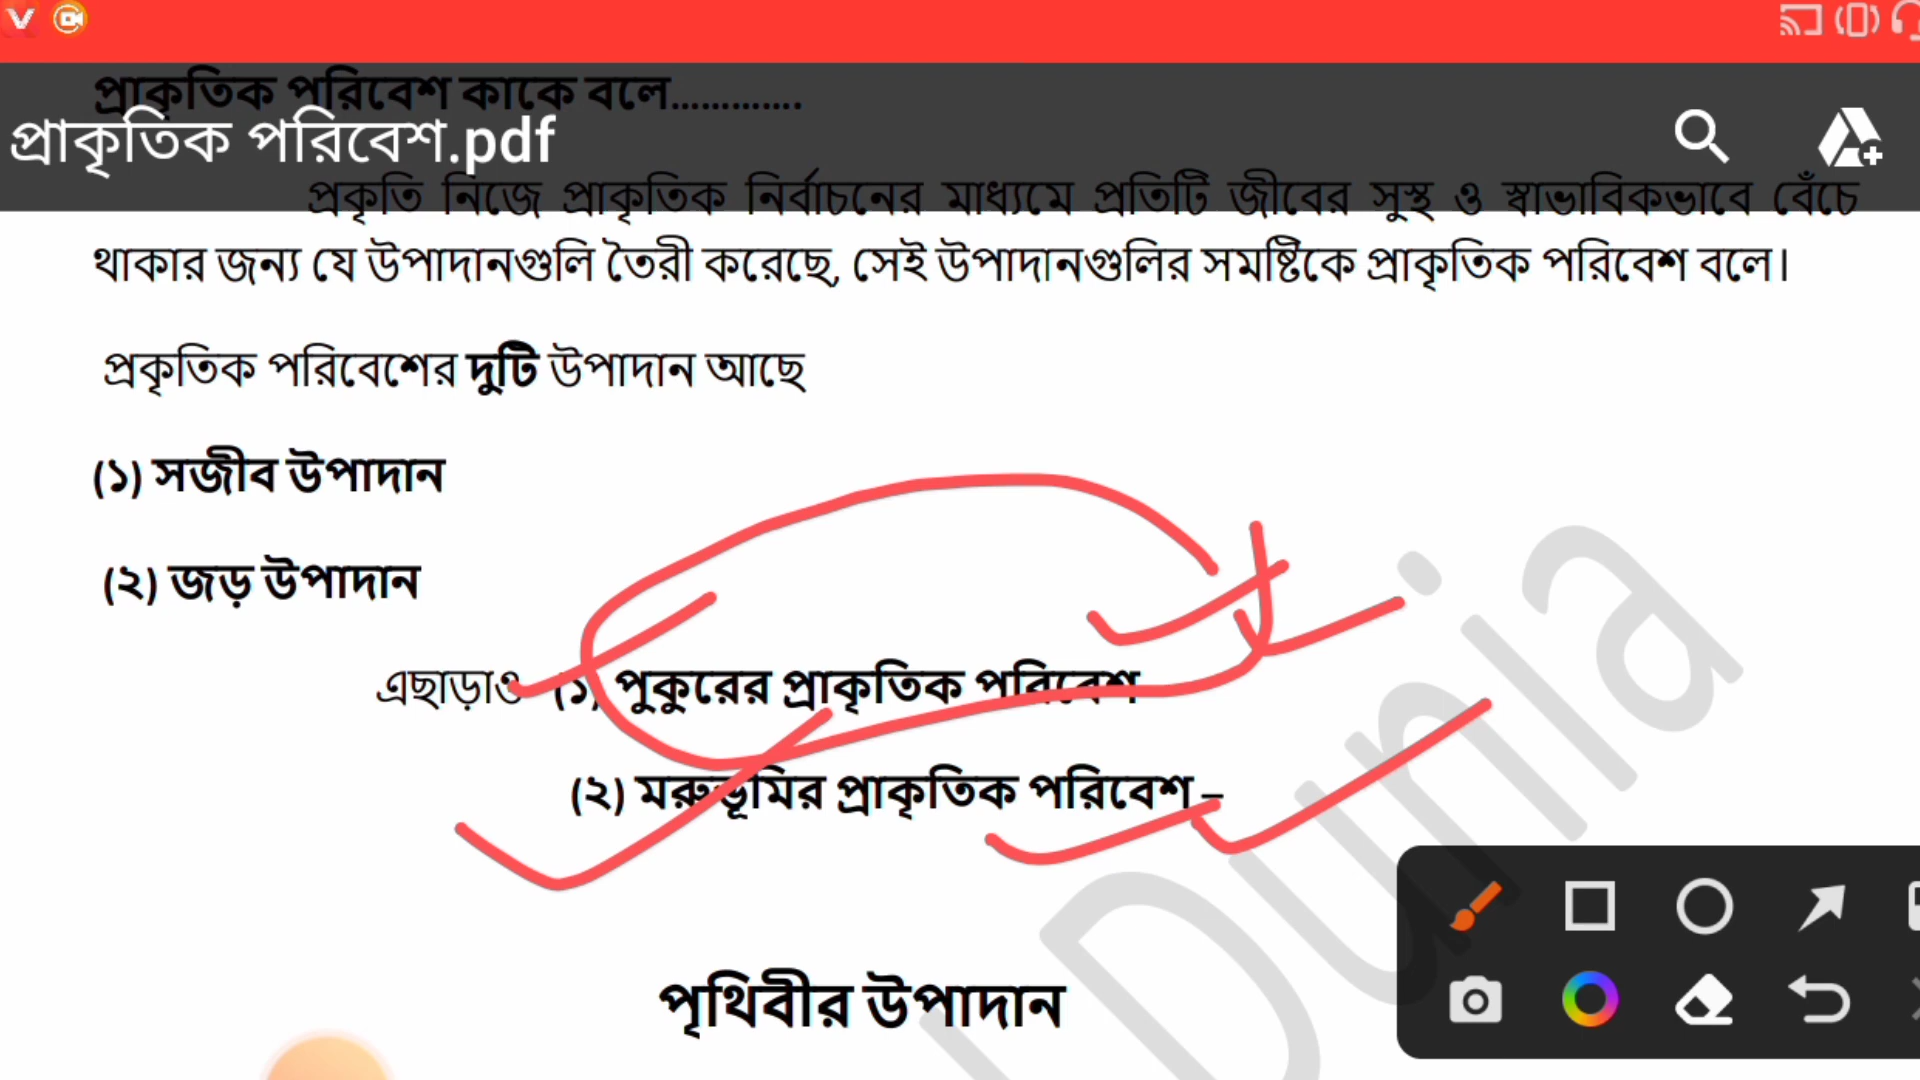 প্রাকৃতিক পরিবেশ কাকে বলে.............
প্রাকৃতিক পরিবেশ.pdf
প্রকৃতি নিজে প্রাকৃতিক নির্বাচনের মাধ্যমে প্রতিটি জীবের সুস্থ ও স্বাভাবিকভাবে বেঁচে
থাকার জন্য যে উপাদানগুলি তৈরী করেছে, সেই উপাদানগুলির সমষ্টিকে প্রাকৃতিক পরিবেশ বলে।
প্রকৃতিক পরিবেশের দুটি উপাদান আছে
(১) সজীব উপাদান
(২) জড় উপাদান
এছাড়াও (১) পুকুরের প্রাকৃতিক পরিবেশ
(২) মরুভূমির প্রাকৃতিক পরিবেশ –
পৃথিবীর উপাদান
Dunia